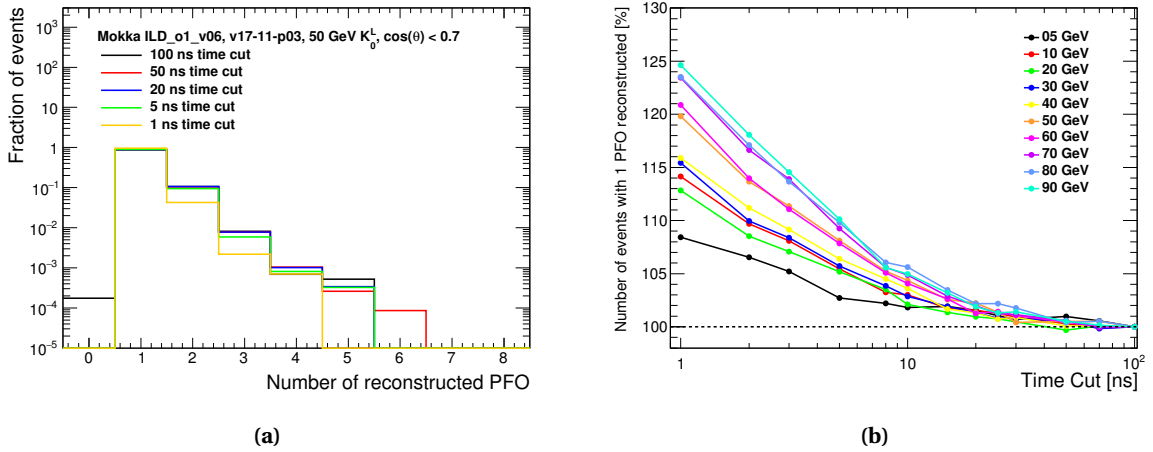 Fraction of events
10³
10²
10
1
10⁻¹
10⁻²
10⁻³
10⁻⁴
10⁻⁵
Mokka ILD_o1_v06, v17-11-p03, 50 GeV K₀ᴸ, cos(θ) < 0.7
100 ns time cut
50 ns time cut
20 ns time cut
5 ns time cut
1 ns time cut
0 1 2 3 4 5 6 7 8
Number of reconstructed PFO
(a)
Number of events with 1 PFO reconstructed [%]
130
125
120
115
110
105
100
05 GeV
10 GeV
20 GeV
30 GeV
40 GeV
50 GeV
60 GeV
70 GeV
80 GeV
90 GeV
1 10 10²
Time Cut [ns]
(b)